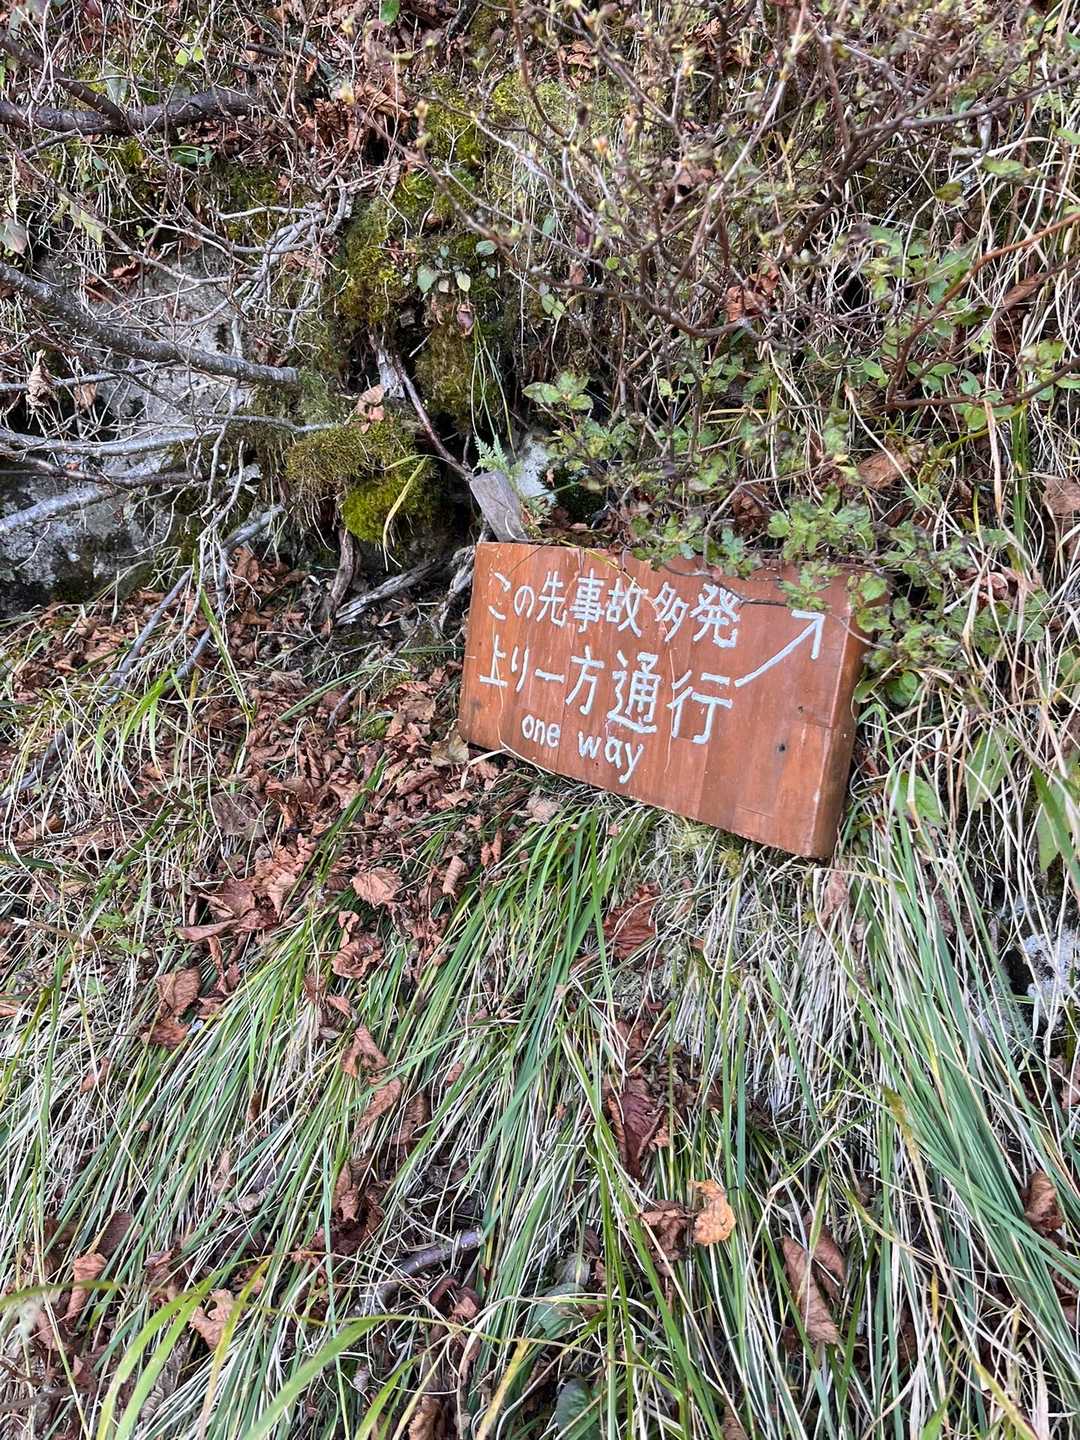 この先事故多発
上り一方通行
one way